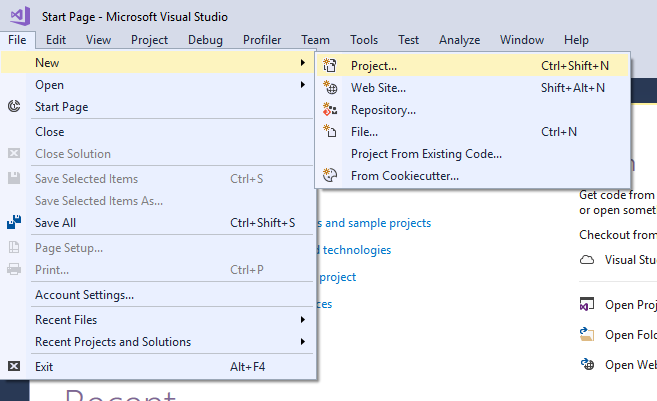 Start Page - Microsoft Visual Studio
File Edit View Project Debug Profiler Team Tools Test Analyze Window Help
New
Open
Start Page
Close
Close Solution
Save Selected Items Ctrl+S
Save Selected Items As...
Save All Ctrl+Shift+S
Page Setup...
Print... Ctrl+P
Account Settings...
Recent Files
Recent Projects and Solutions
Exit Alt+F4
Project... Ctrl+Shift+N
Web Site... Shift+Alt+N
Repository...
File... Ctrl+N
Project From Existing Code...
From Cookiecutter...
s and sample projects
d technologies
project
ces
Recent
Get code from
or open somet
Checkout from
Visual Stu
Open Proj
Open Fold
Open Web